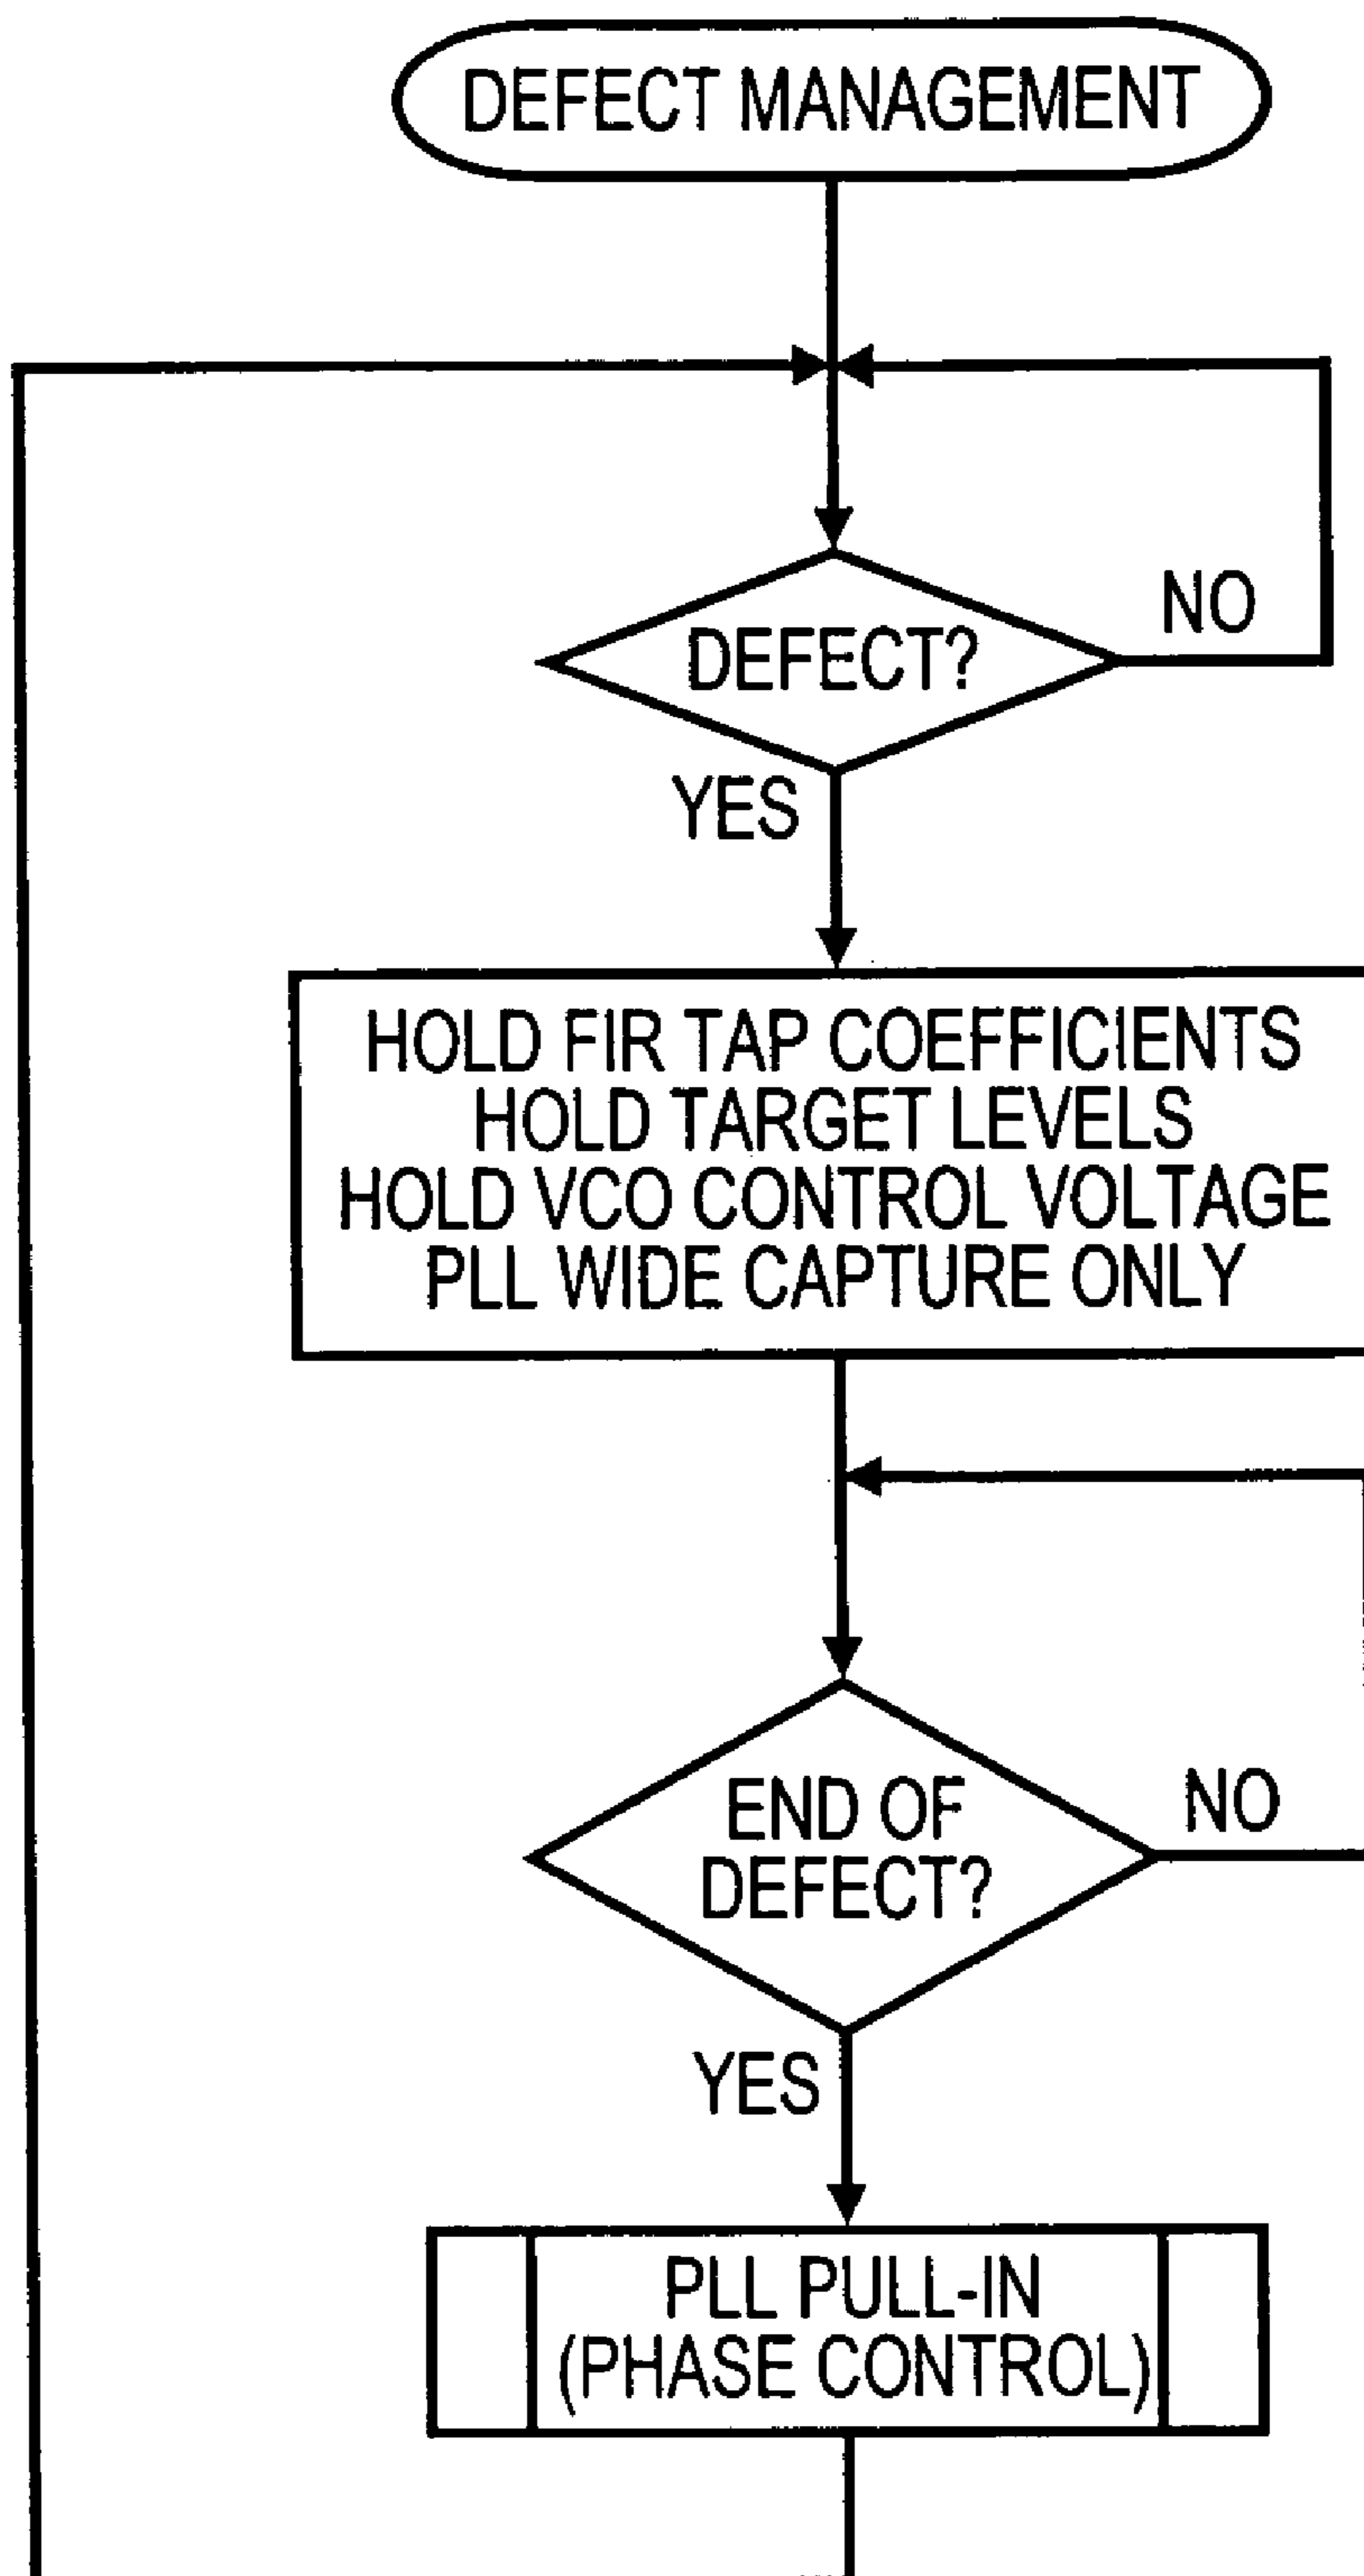 DEFECT MANAGEMENT
DEFECT?
NO
YES
HOLD FIR TAP COEFFICIENTS
HOLD TARGET LEVELS
HOLD VCO CONTROL VOLTAGE
PLL WIDE CAPTURE ONLY
END OF
DEFECT?
NO
YES
PLL PULL-IN
(PHASE CONTROL)